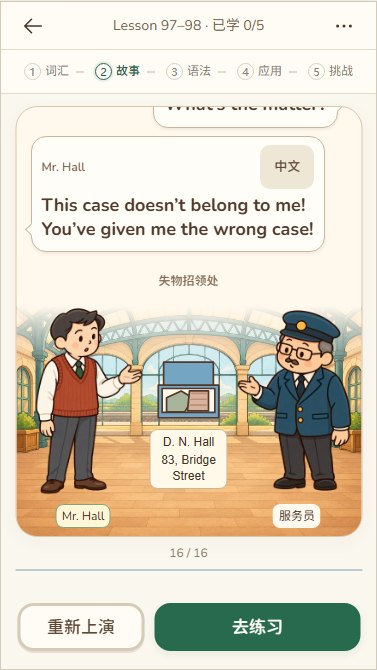 Lesson 97–98 · 已学 0/5
1 词汇
2 故事
3 语法
4 应用
5 挑战
What's the matter?
Mr. Hall
中文
This case doesn't belong to me!
You've given me the wrong case!
失物招领处
D. N. Hall
83, Bridge
Street
Mr. Hall
服务员
16 / 16
重新上演
去练习